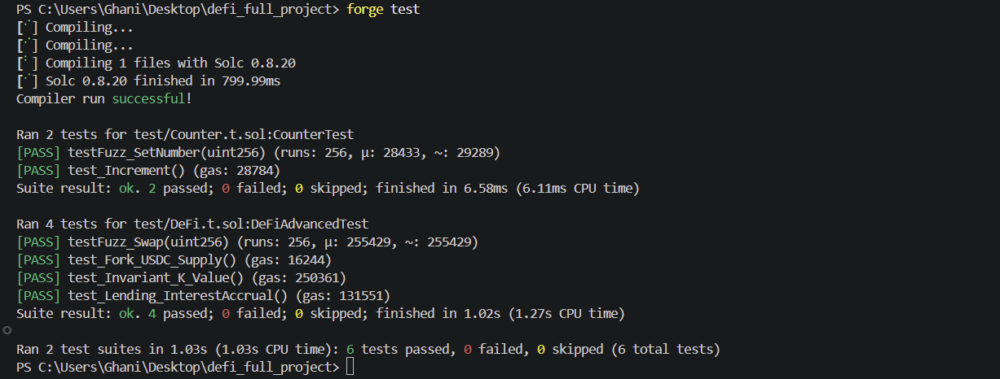 PS C:\Users\Ghani\Desktop\defi_full_project> forge test
[⠊] Compiling...
[⠊] Compiling...
[⠃] Compiling 1 files with Solc 0.8.20
[⠊] Solc 0.8.20 finished in 799.99ms
Compiler run successful!
Ran 2 tests for test/Counter.t.sol:CounterTest
[PASS] testFuzz_SetNumber(uint256) (runs: 256, μ: 28433, ~: 29289)
[PASS] test_Increment() (gas: 28784)
Suite result: ok. 2 passed; 0 failed; 0 skipped; finished in 6.58ms (6.11ms CPU time)
Ran 4 tests for test/DeFi.t.sol:DeFiAdvancedTest
[PASS] testFuzz_Swap(uint256) (runs: 256, μ: 255429, ~: 255429)
[PASS] test_Fork_USDC_Supply() (gas: 16244)
[PASS] test_Invariant_K_Value() (gas: 250361)
[PASS] test_Lending_InterestAccrual() (gas: 131551)
Suite result: ok. 4 passed; 0 failed; 0 skipped; finished in 1.02s (1.27s CPU time)
Ran 2 test suites in 1.03s (1.03s CPU time): 6 tests passed, 0 failed, 0 skipped (6 total tests)
PS C:\Users\Ghani\Desktop\defi_full_project>